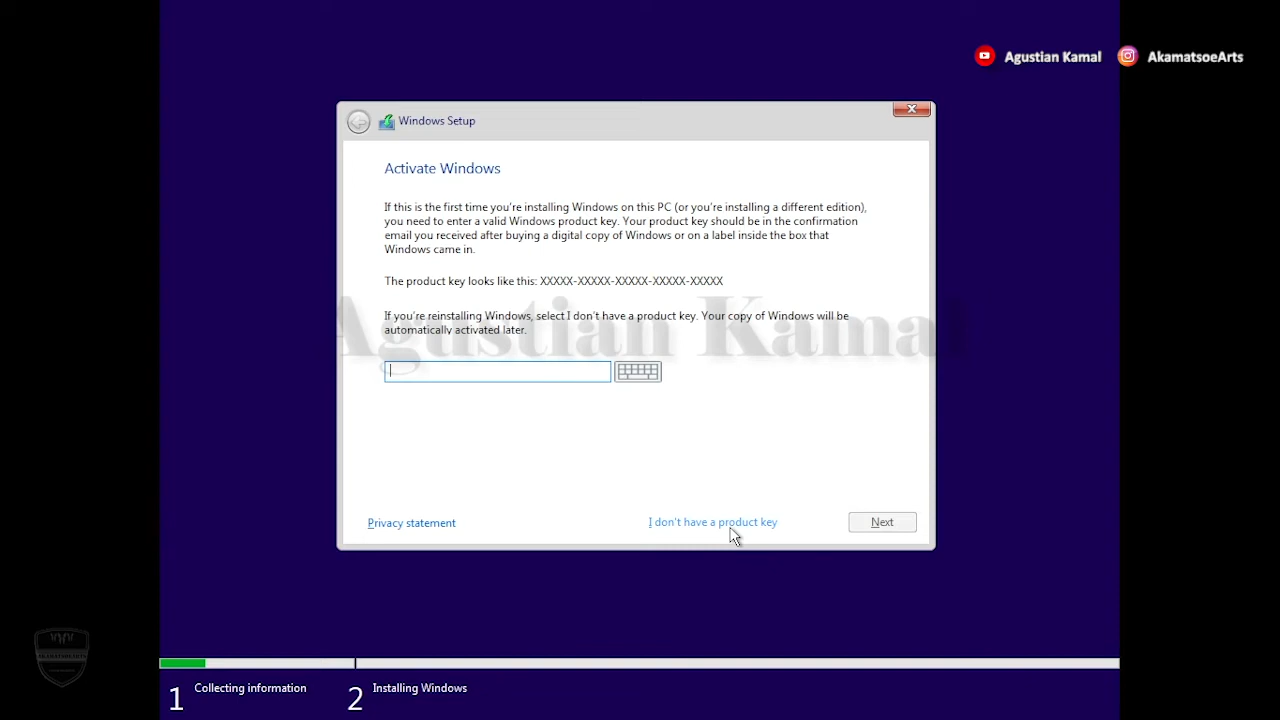 Agustian Kamal AkamatsoeArts
Windows Setup
Activate Windows
If this is the first time you're installing Windows on this PC (or you're installing a different edition),
you need to enter a valid Windows product key. Your product key should be in the confirmation
email you received after buying a digital copy of Windows or on a label inside the box that
Windows came in.
The product key looks like this: XXXXX-XXXXX-XXXXX-XXXXX-XXXXX
If you're reinstalling Windows, select I don't have a product key. Your copy of Windows will be
automatically activated later.
Agustian Kamal
Privacy statement
I don't have a product key
Next
1 Collecting information
2 Installing Windows